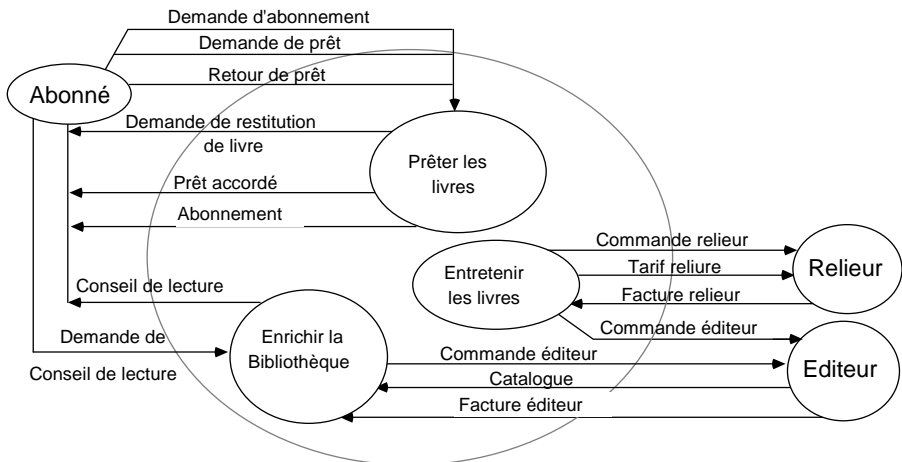 Demande d'abonnement
Demande de prêt
Retour de prêt
Abonné
Demande de restitution
de livre
Prêter les
livres
Prêt accordé
Abonnement
Commande relieur
Entretenir
les livres
Tarif reliure
Relieur
Facture relieur
Conseil de lecture
Commande éditeur
Demande de
Conseil de lecture
Enrichir la
Bibliothèque
Commande éditeur
Catalogue
Facture éditeur
Editeur